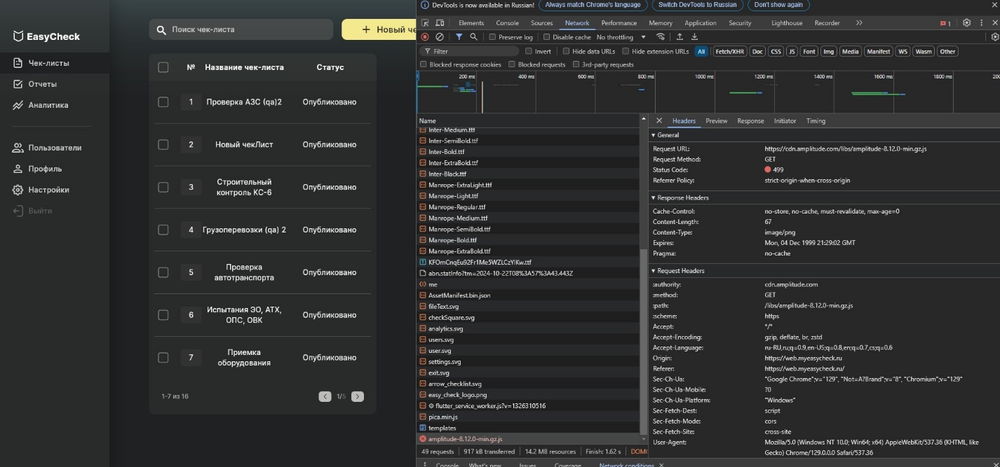 EasyCheck
Чек-листы
Отчеты
Аналитика
Пользователи
Профиль
Настройки
Выйти
Поиск чек-листа
+ Новый че
№ Название чек-листа Статус
1 Проверка АЗС (qa)2 Опубликовано
2 Новый чекЛист Опубликовано
3 Строительный контроль КС-6 Опубликовано
4 Грузоперевозки (qa) 2 Опубликовано
5 Проверка автотранспорта Опубликовано
6 Испытания ЭО, АТХ, ОПС, ОВК Опубликовано
7 Приемка оборудования Опубликовано
1-7 из 16
1/5
DevTools is now available in Russian! Always match Chrome's language Switch DevTools to Russian Don't show again
Elements Console Sources Network Performance Memory Application Security Lighthouse Recorder 1
Preserve log Disable cache No throttling
Filter Invert Hide data URLs Hide extension URLs All Fetch/XHR Doc CSS JS Font Img Media Manifest WS Wasm Other
Blocked response cookies Blocked requests 3rd-party requests
200 ms 400 ms 600 ms 800 ms 1000 ms 1200 ms 1400 ms 1600 ms 1800 ms 200
Name
Inter-Medium.ttf
Inter-SemiBold.ttf
Inter-Bold.ttf
Inter-ExtraBold.ttf
Inter-Black.ttf
Manrope-ExtraLight.ttf
Manrope-Light.ttf
Manrope-Regular.ttf
Manrope-Medium.ttf
Manrope-SemiBold.ttf
Manrope-Bold.ttf
Manrope-ExtraBold.ttf
KFOmCnqEu92Fr1Me5WZLCzYlKw.ttf
abn.statInfo?tm=2024-10-22T08%3A57%3A43.443Z
me
AssetManifest.bin.json
fileText.svg
checkSquare.svg
analytics.svg
users.svg
user.svg
settings.svg
exit.svg
arrow_checklist.svg
easy_check_logo.png
flutter_service_worker.js?v=1326310516
pica.min.js
templates
amplitude-8.12.0-min.gz.js
49 requests 917 kB transferred 14.2 MB resources Finish: 1.62 s DOMC
Headers Preview Response Initiator Timing
General
Request URL: https://cdn.amplitude.com/libs/amplitude-8.12.0-min.gz.js
Request Method: GET
Status Code: 499
Referrer Policy: strict-origin-when-cross-origin
Response Headers
Cache-Control: no-store, no-cache, must-revalidate, max-age=0
Content-Length: 67
Content-Type: image/png
Expires: Mon, 04 Dec 1999 21:29:02 GMT
Pragma: no-cache
Request Headers
:authority: cdn.amplitude.com
:method: GET
:path: /libs/amplitude-8.12.0-min.gz.js
:scheme: https
Accept: */*
Accept-Encoding: gzip, deflate, br, zstd
Accept-Language: ru-RU,ru;q=0.9,en-US;q=0.8,en;q=0.7,cs;q=0.6
Origin: https://web.myeasycheck.ru
Referer: https://web.myeasycheck.ru/
Sec-Ch-Ua: "Google Chrome";v="129", "Not=A?Brand";v="8", "Chromium";v="129"
Sec-Ch-Ua-Mobile: ?0
Sec-Ch-Ua-Platform: "Windows"
Sec-Fetch-Dest: script
Sec-Fetch-Mode: cors
Sec-Fetch-Site: cross-site
User-Agent: Mozilla/5.0 (Windows NT 10.0; Win64; x64) AppleWebKit/537.36 (KHTML, like
Gecko) Chrome/129.0.0.0 Safari/537.36
Console What's new Issues Coverage Network conditions